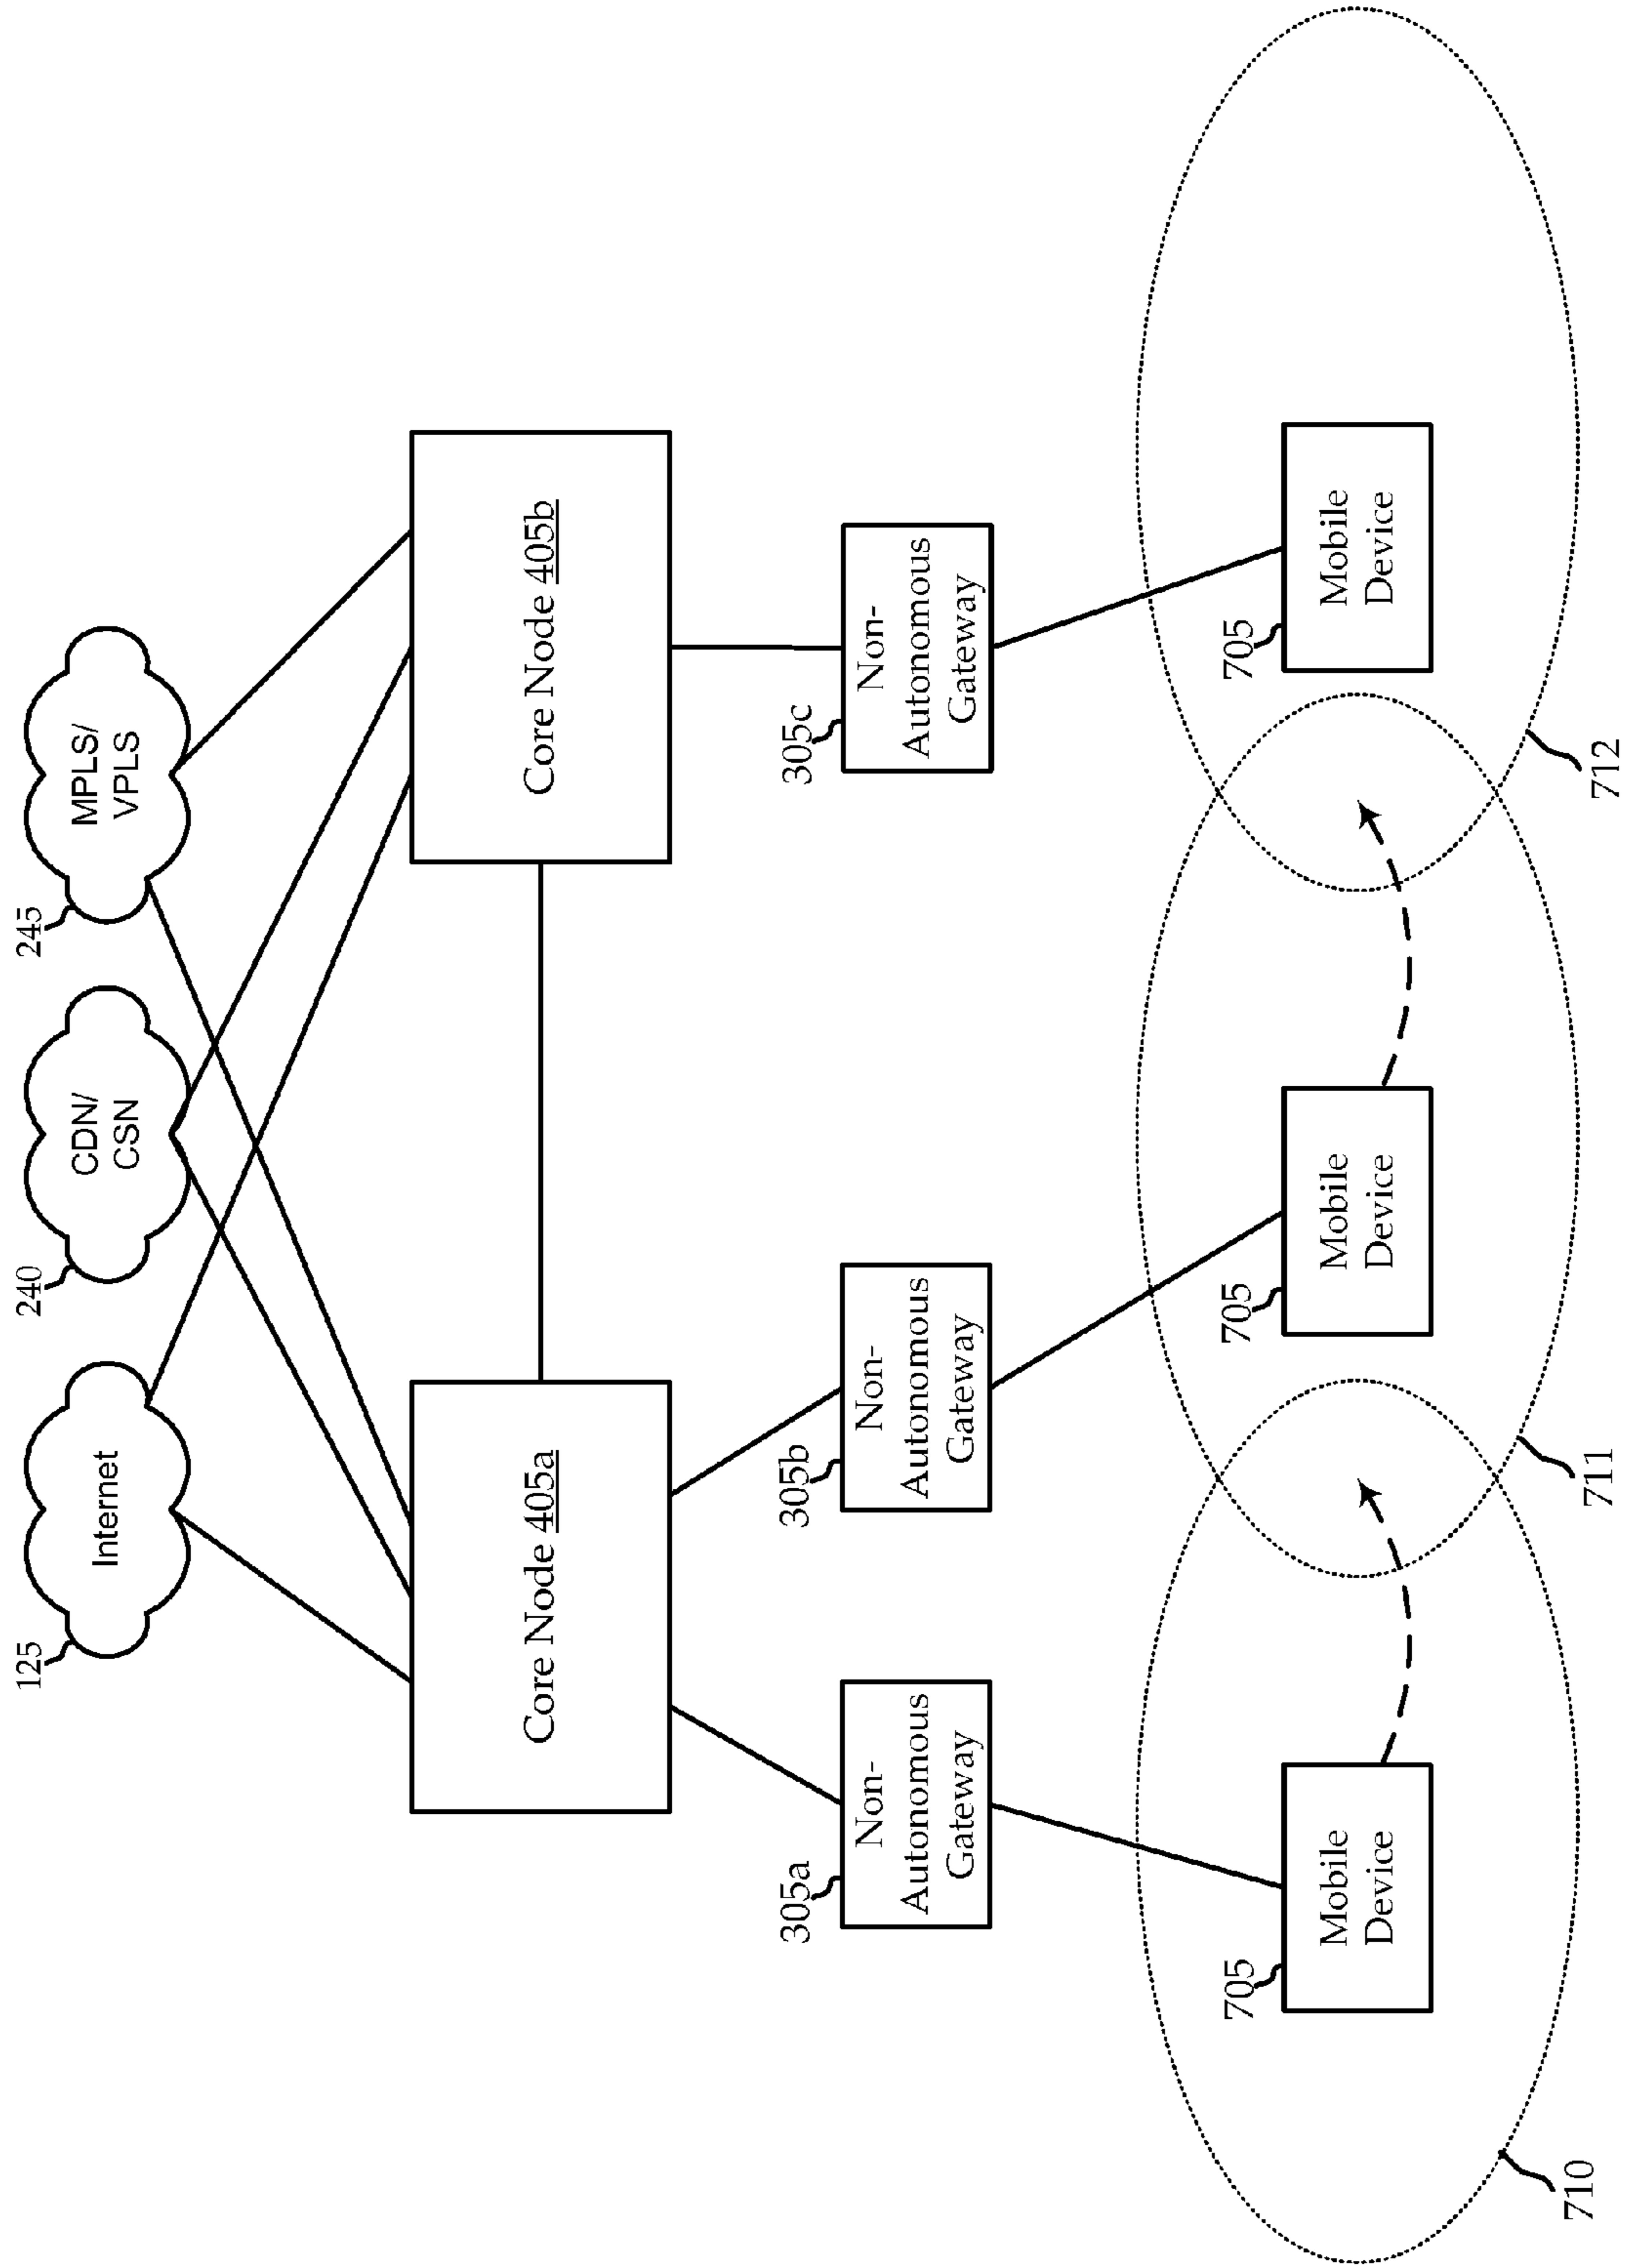 125
Internet
240
CDN/
CSN
245
MPLS/
VPLS
Core Node 405a
Core Node 405b
305a
Non-
Autonomous
Gateway
305b
Non-
Autonomous
Gateway
305c
Non-
Autonomous
Gateway
705
Mobile
Device
705
Mobile
Device
705
Mobile
Device
710
711
712